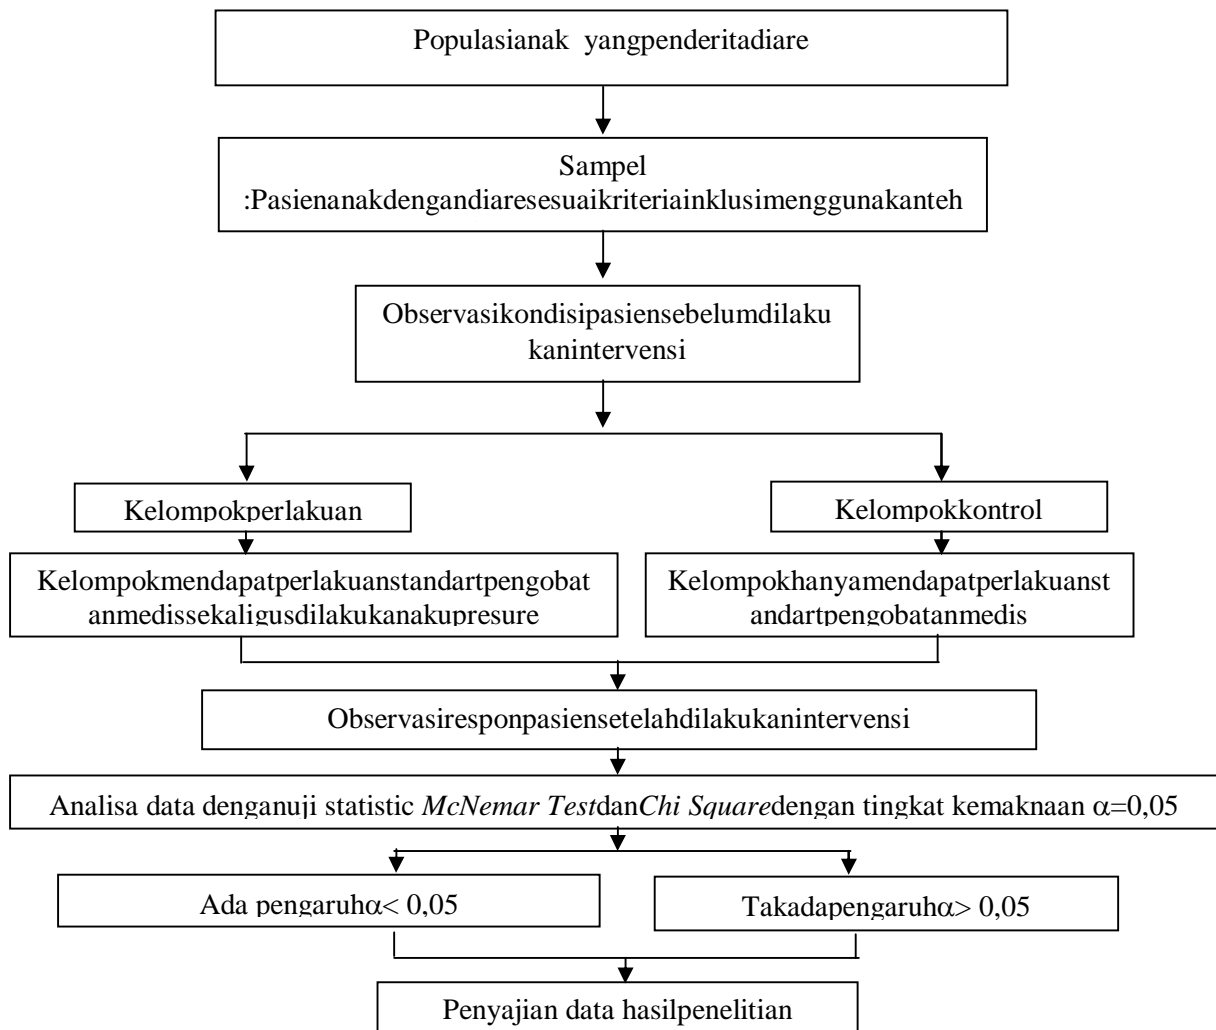 Populasianak yangpenderitadiare
Sampel
:Pasienanakdengandiaresesuaikriteriainklusimenggunakanteh
Observasikondisipasiensebelumdilaku
kanintervensi
Kelompokperlakuan
Kelompokkontrol
Kelompokmendapatperlakuanstandartpengobat
anmedissekaligusdilakukanakupresure
Kelompokhanyamendapatperlakuanst
andartpengobatanmedis
Observasiresponpasiensetelahdilakukanintervensi
Analisa data denganuji statistic McNemar TestdanChi Squaredengan tingkat kemaknaan α=0,05
Ada pengaruhα< 0,05
Takadapengaruhα> 0,05
Penyajian data hasilpenelitian